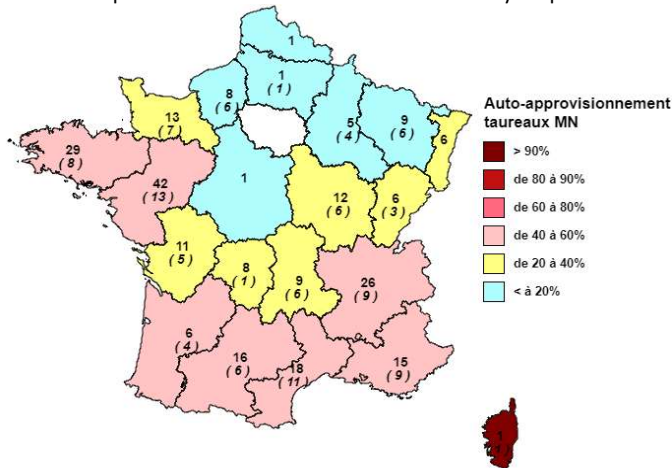 1
1
( 1 )
8
( 6 )
5
( 4 )
9
( 6 )
6
13
( 7 )
29
( 8 )
42
( 13 )
1
12
( 6 )
6
( 3 )
11
( 5 )
8
( 1 )
9
( 6 )
26
( 9 )
6
( 4 )
16
( 6 )
18
( 11 )
15
( 9 )
Auto-approvisionnement
taureaux MN
> 90%
de 80 à 90%
de 60 à 80%
de 40 à 60%
de 20 à 40%
< à 20%